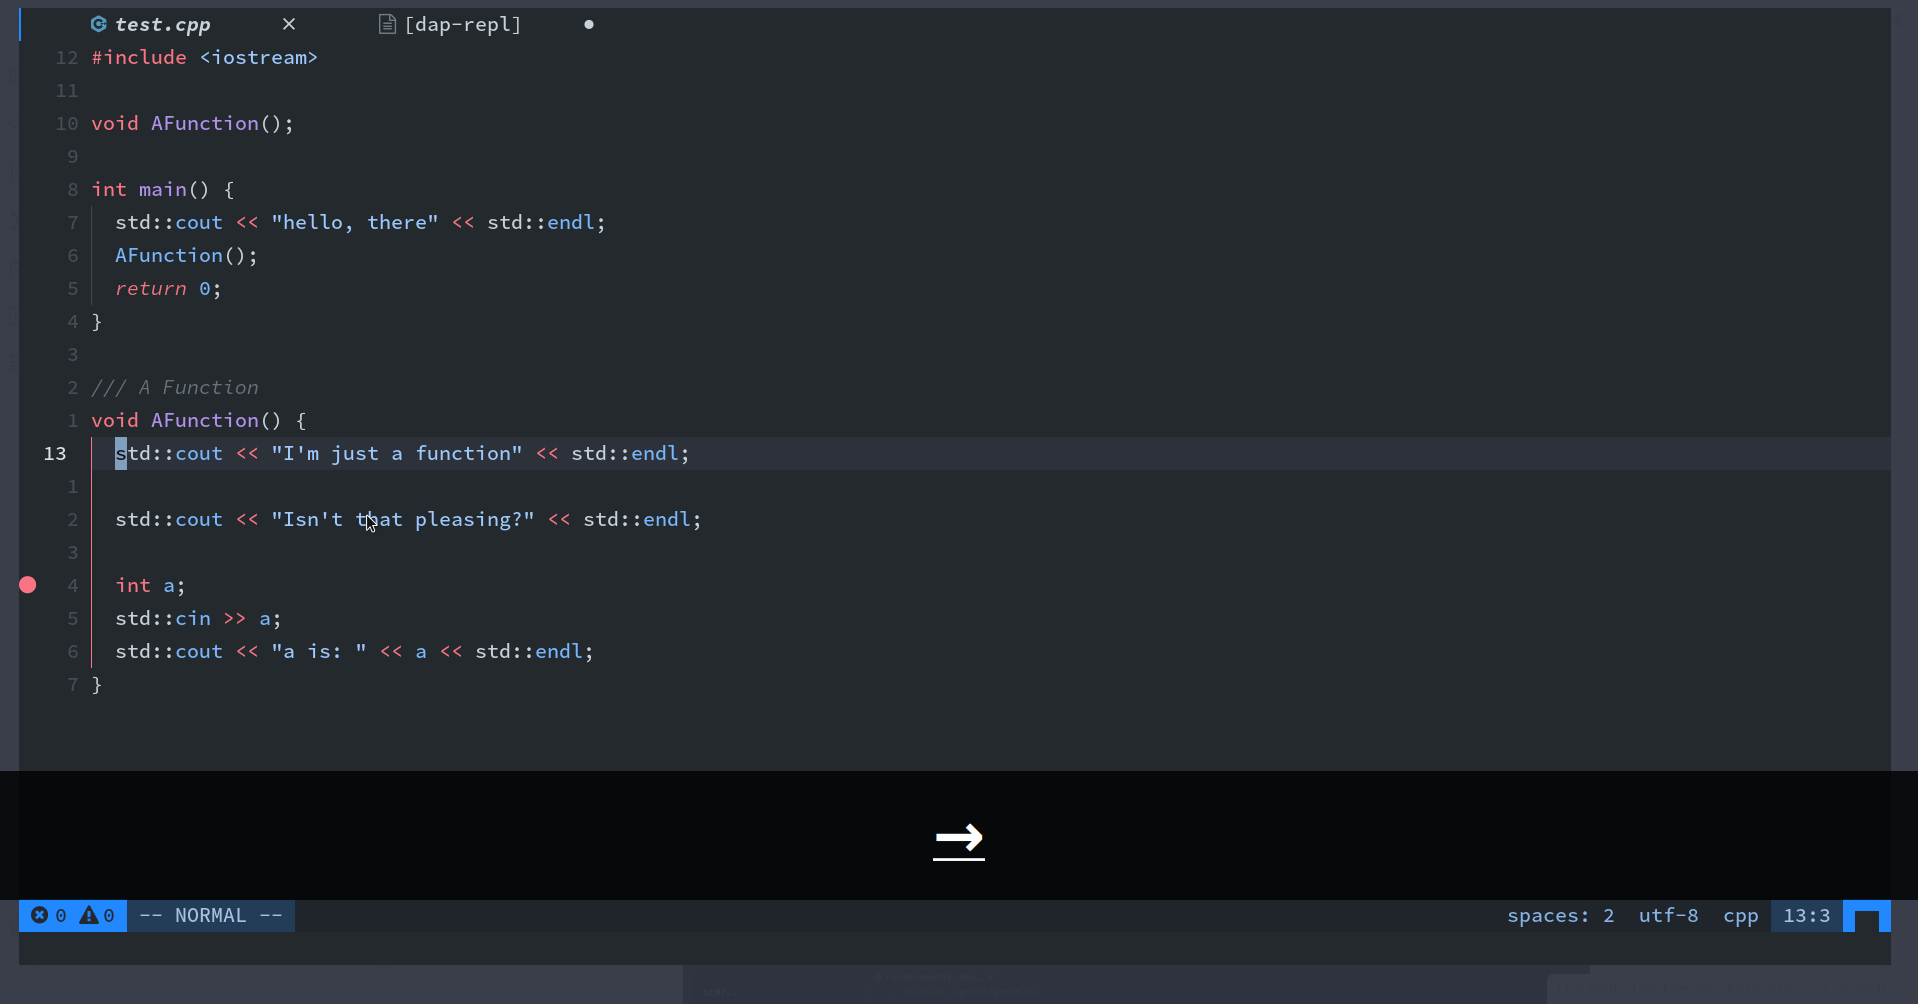 test.cpp × [dap-repl] ●
12 #include <iostream>
11
10 void AFunction();
9
8 int main() {
7   std::cout << "hello, there" << std::endl;
6   AFunction();
5   return 0;
4 }
3
2 /// A Function
1 void AFunction() {
13   std::cout << "I'm just a function" << std::endl;
1
2   std::cout << "Isn't that pleasing?" << std::endl;
3
4   int a;
5   std::cin >> a;
6   std::cout << "a is: " << a << std::endl;
7 }
→
0 0 -- NORMAL -- spaces: 2 utf-8 cpp 13:3